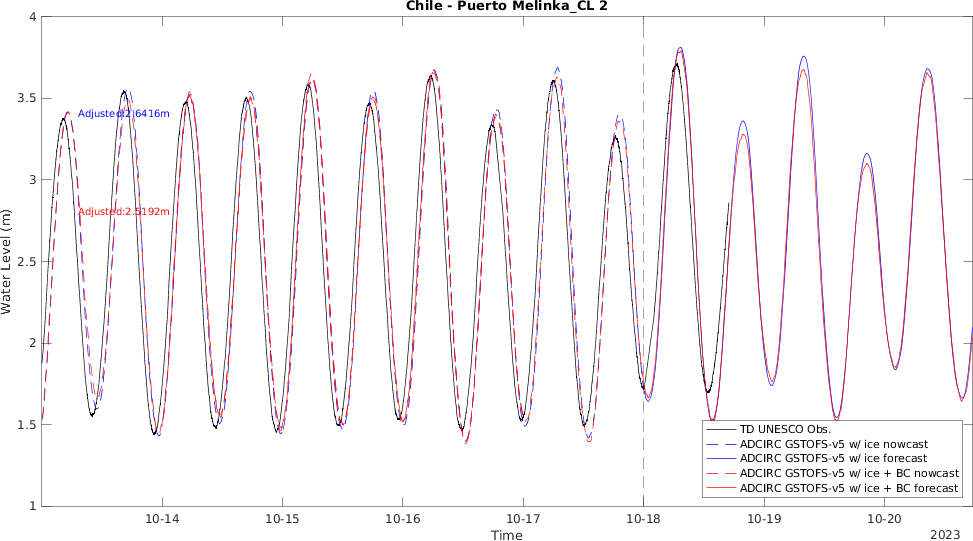 Chile - Puerto Melinka_CL 2
4
3.5
3
2.5
2
1.5
1
Water Level (m)
Adjusted:2.6416m
Adjusted:2.5192m
TD UNESCO Obs.
ADCIRC GSTOFS-v5 w/ ice nowcast
ADCIRC GSTOFS-v5 w/ ice forecast
ADCIRC GSTOFS-v5 w/ ice + BC nowcast
ADCIRC GSTOFS-v5 w/ ice + BC forecast
10-14 10-15 10-16 10-17 10-18 10-19 10-20
Time
2023